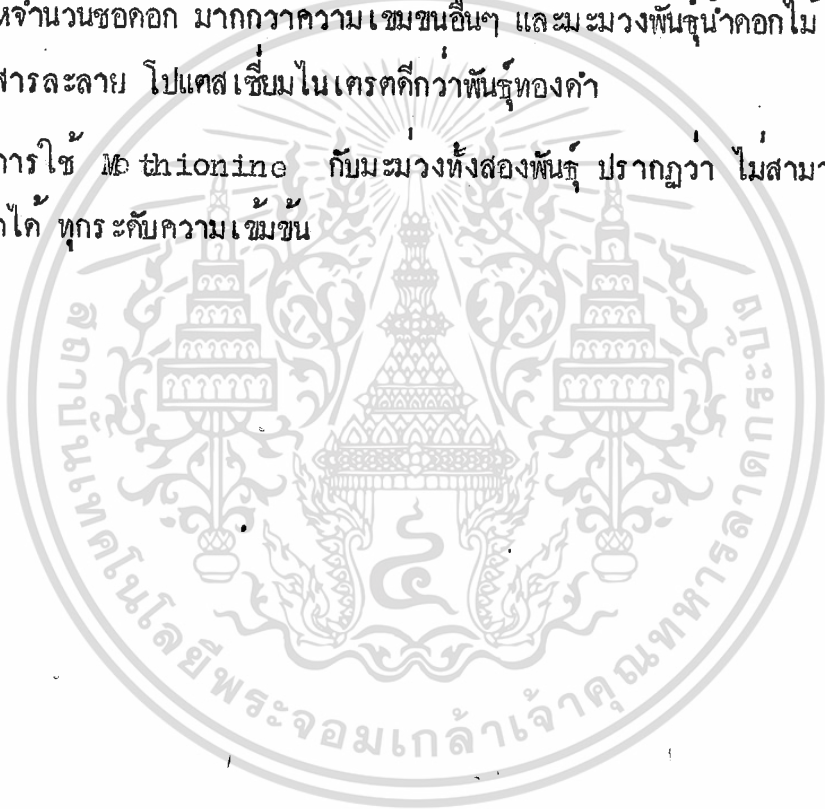 ให้จำนวนช่อดอก มากกว่าความเข้มข้นอื่นๆ และมะม่วงพันธุ์น้ำดอกไม้
สารละลาย โปแตสเซี่ยมไนเตรตดีกว่าพันธุ์ทองดำ
การใช้ Methionine กับมะม่วงทั้งสองพันธุ์ ปรากฏว่า ไม่สามา
ได้ ทุกระดับความเข้มข้น
สถาบันเทคโนโลยีพระจอมเกล้าเจ้าคุณทหารลาดกระบัง